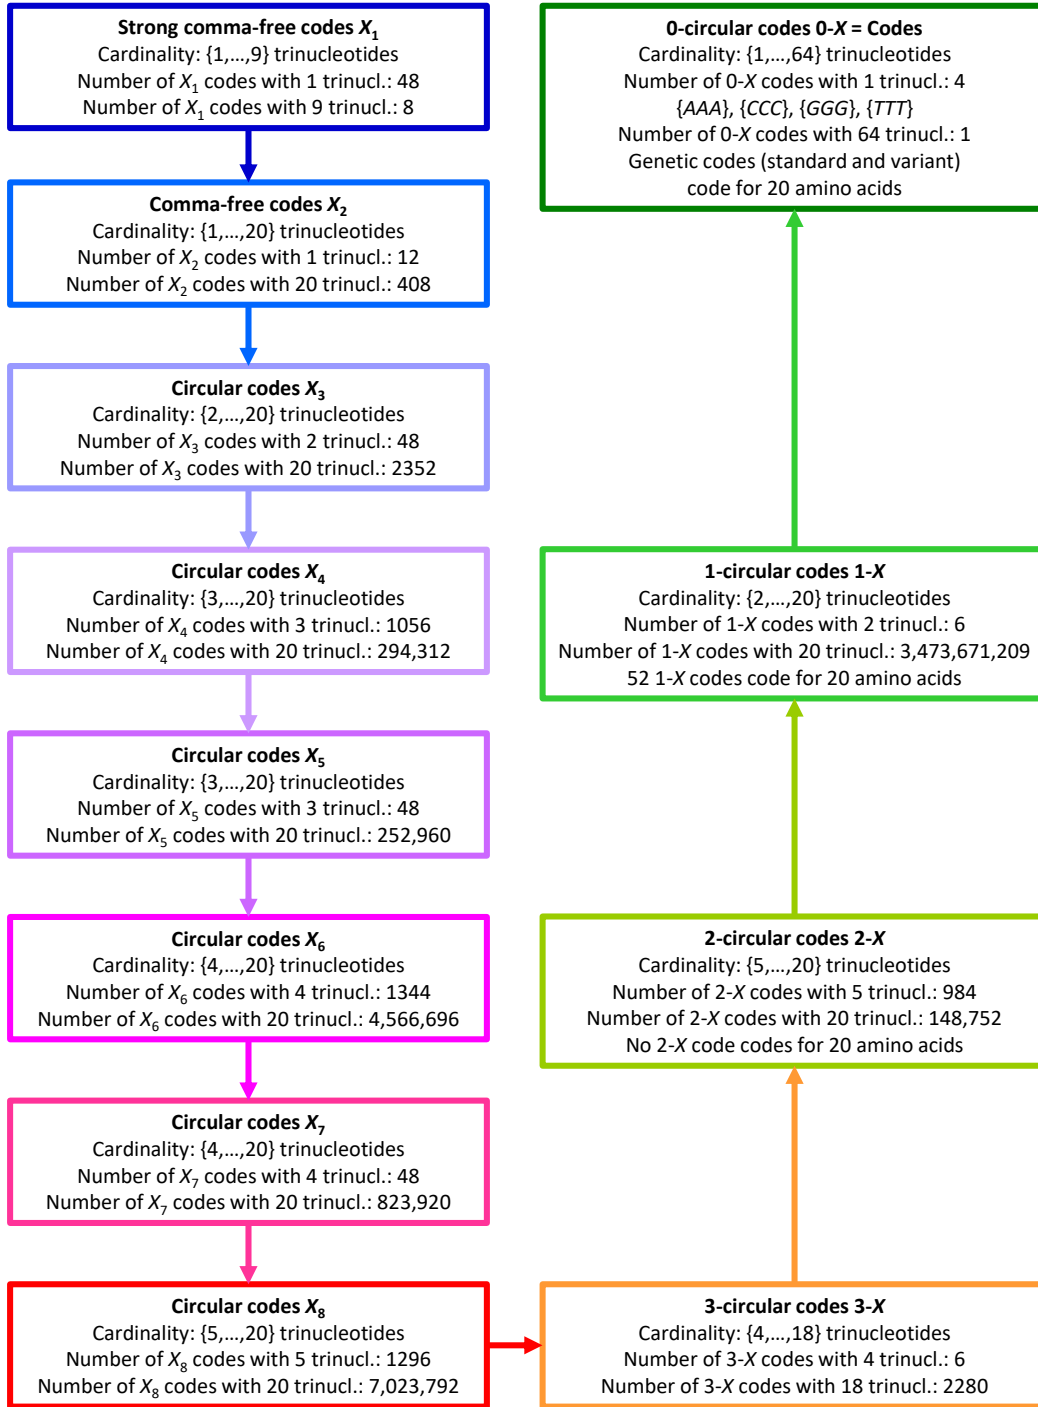 Strong comma-free codes X₁
Cardinality: {1,...,9} trinucleotides
Number of X₁ codes with 1 trinucl.: 48
Number of X₁ codes with 9 trinucl.: 8
Comma-free codes X₂
Cardinality: {1,...,20} trinucleotides
Number of X₂ codes with 1 trinucl.: 12
Number of X₂ codes with 20 trinucl.: 408
Circular codes X₃
Cardinality: {2,...,20} trinucleotides
Number of X₃ codes with 2 trinucl.: 48
Number of X₃ codes with 20 trinucl.: 2352
Circular codes X₄
Cardinality: {3,...,20} trinucleotides
Number of X₄ codes with 3 trinucl.: 1056
Number of X₄ codes with 20 trinucl.: 294,312
Circular codes X₅
Cardinality: {3,...,20} trinucleotides
Number of X₅ codes with 3 trinucl.: 48
Number of X₅ codes with 20 trinucl.: 252,960
Circular codes X₆
Cardinality: {4,...,20} trinucleotides
Number of X₆ codes with 4 trinucl.: 1344
Number of X₆ codes with 20 trinucl.: 4,566,696
Circular codes X₇
Cardinality: {4,...,20} trinucleotides
Number of X₇ codes with 4 trinucl.: 48
Number of X₇ codes with 20 trinucl.: 823,920
Circular codes X₈
Cardinality: {5,...,20} trinucleotides
Number of X₈ codes with 5 trinucl.: 1296
Number of X₈ codes with 20 trinucl.: 7,023,792
3-circular codes 3-X
Cardinality: {4,...,18} trinucleotides
Number of 3-X codes with 4 trinucl.: 6
Number of 3-X codes with 18 trinucl.: 2280
2-circular codes 2-X
Cardinality: {5,...,20} trinucleotides
Number of 2-X codes with 5 trinucl.: 984
Number of 2-X codes with 20 trinucl.: 148,752
No 2-X code codes for 20 amino acids
1-circular codes 1-X
Cardinality: {2,...,20} trinucleotides
Number of 1-X codes with 2 trinucl.: 6
Number of 1-X codes with 20 trinucl.: 3,473,671,209
52 1-X codes code for 20 amino acids
0-circular codes 0-X = Codes
Cardinality: {1,...,64} trinucleotides
Number of 0-X codes with 1 trinucl.: 4
{AAA}, {CCC}, {GGG}, {TTT}
Number of 0-X codes with 64 trinucl.: 1
Genetic codes (standard and variant)
code for 20 amino acids